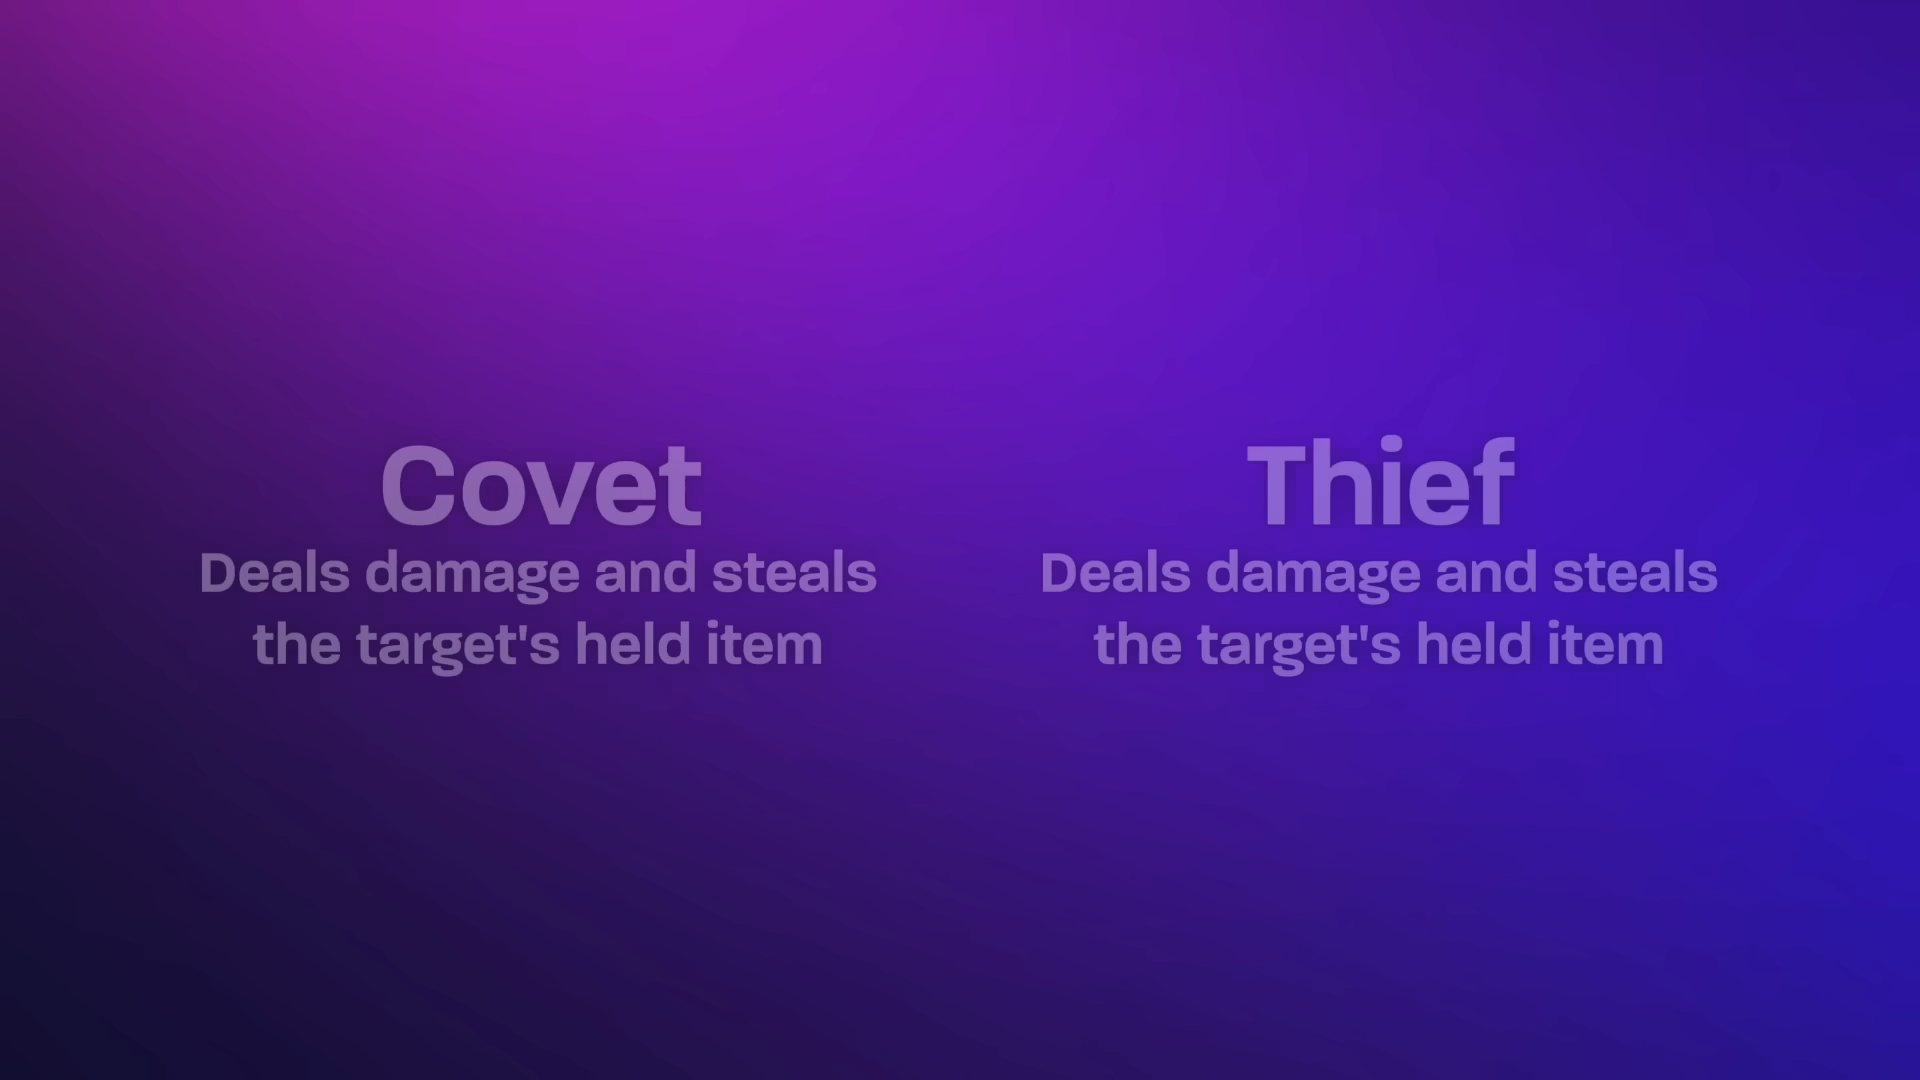 Covet
Deals damage and steals
the target's held item
Thief
Deals damage and steals
the target's held item